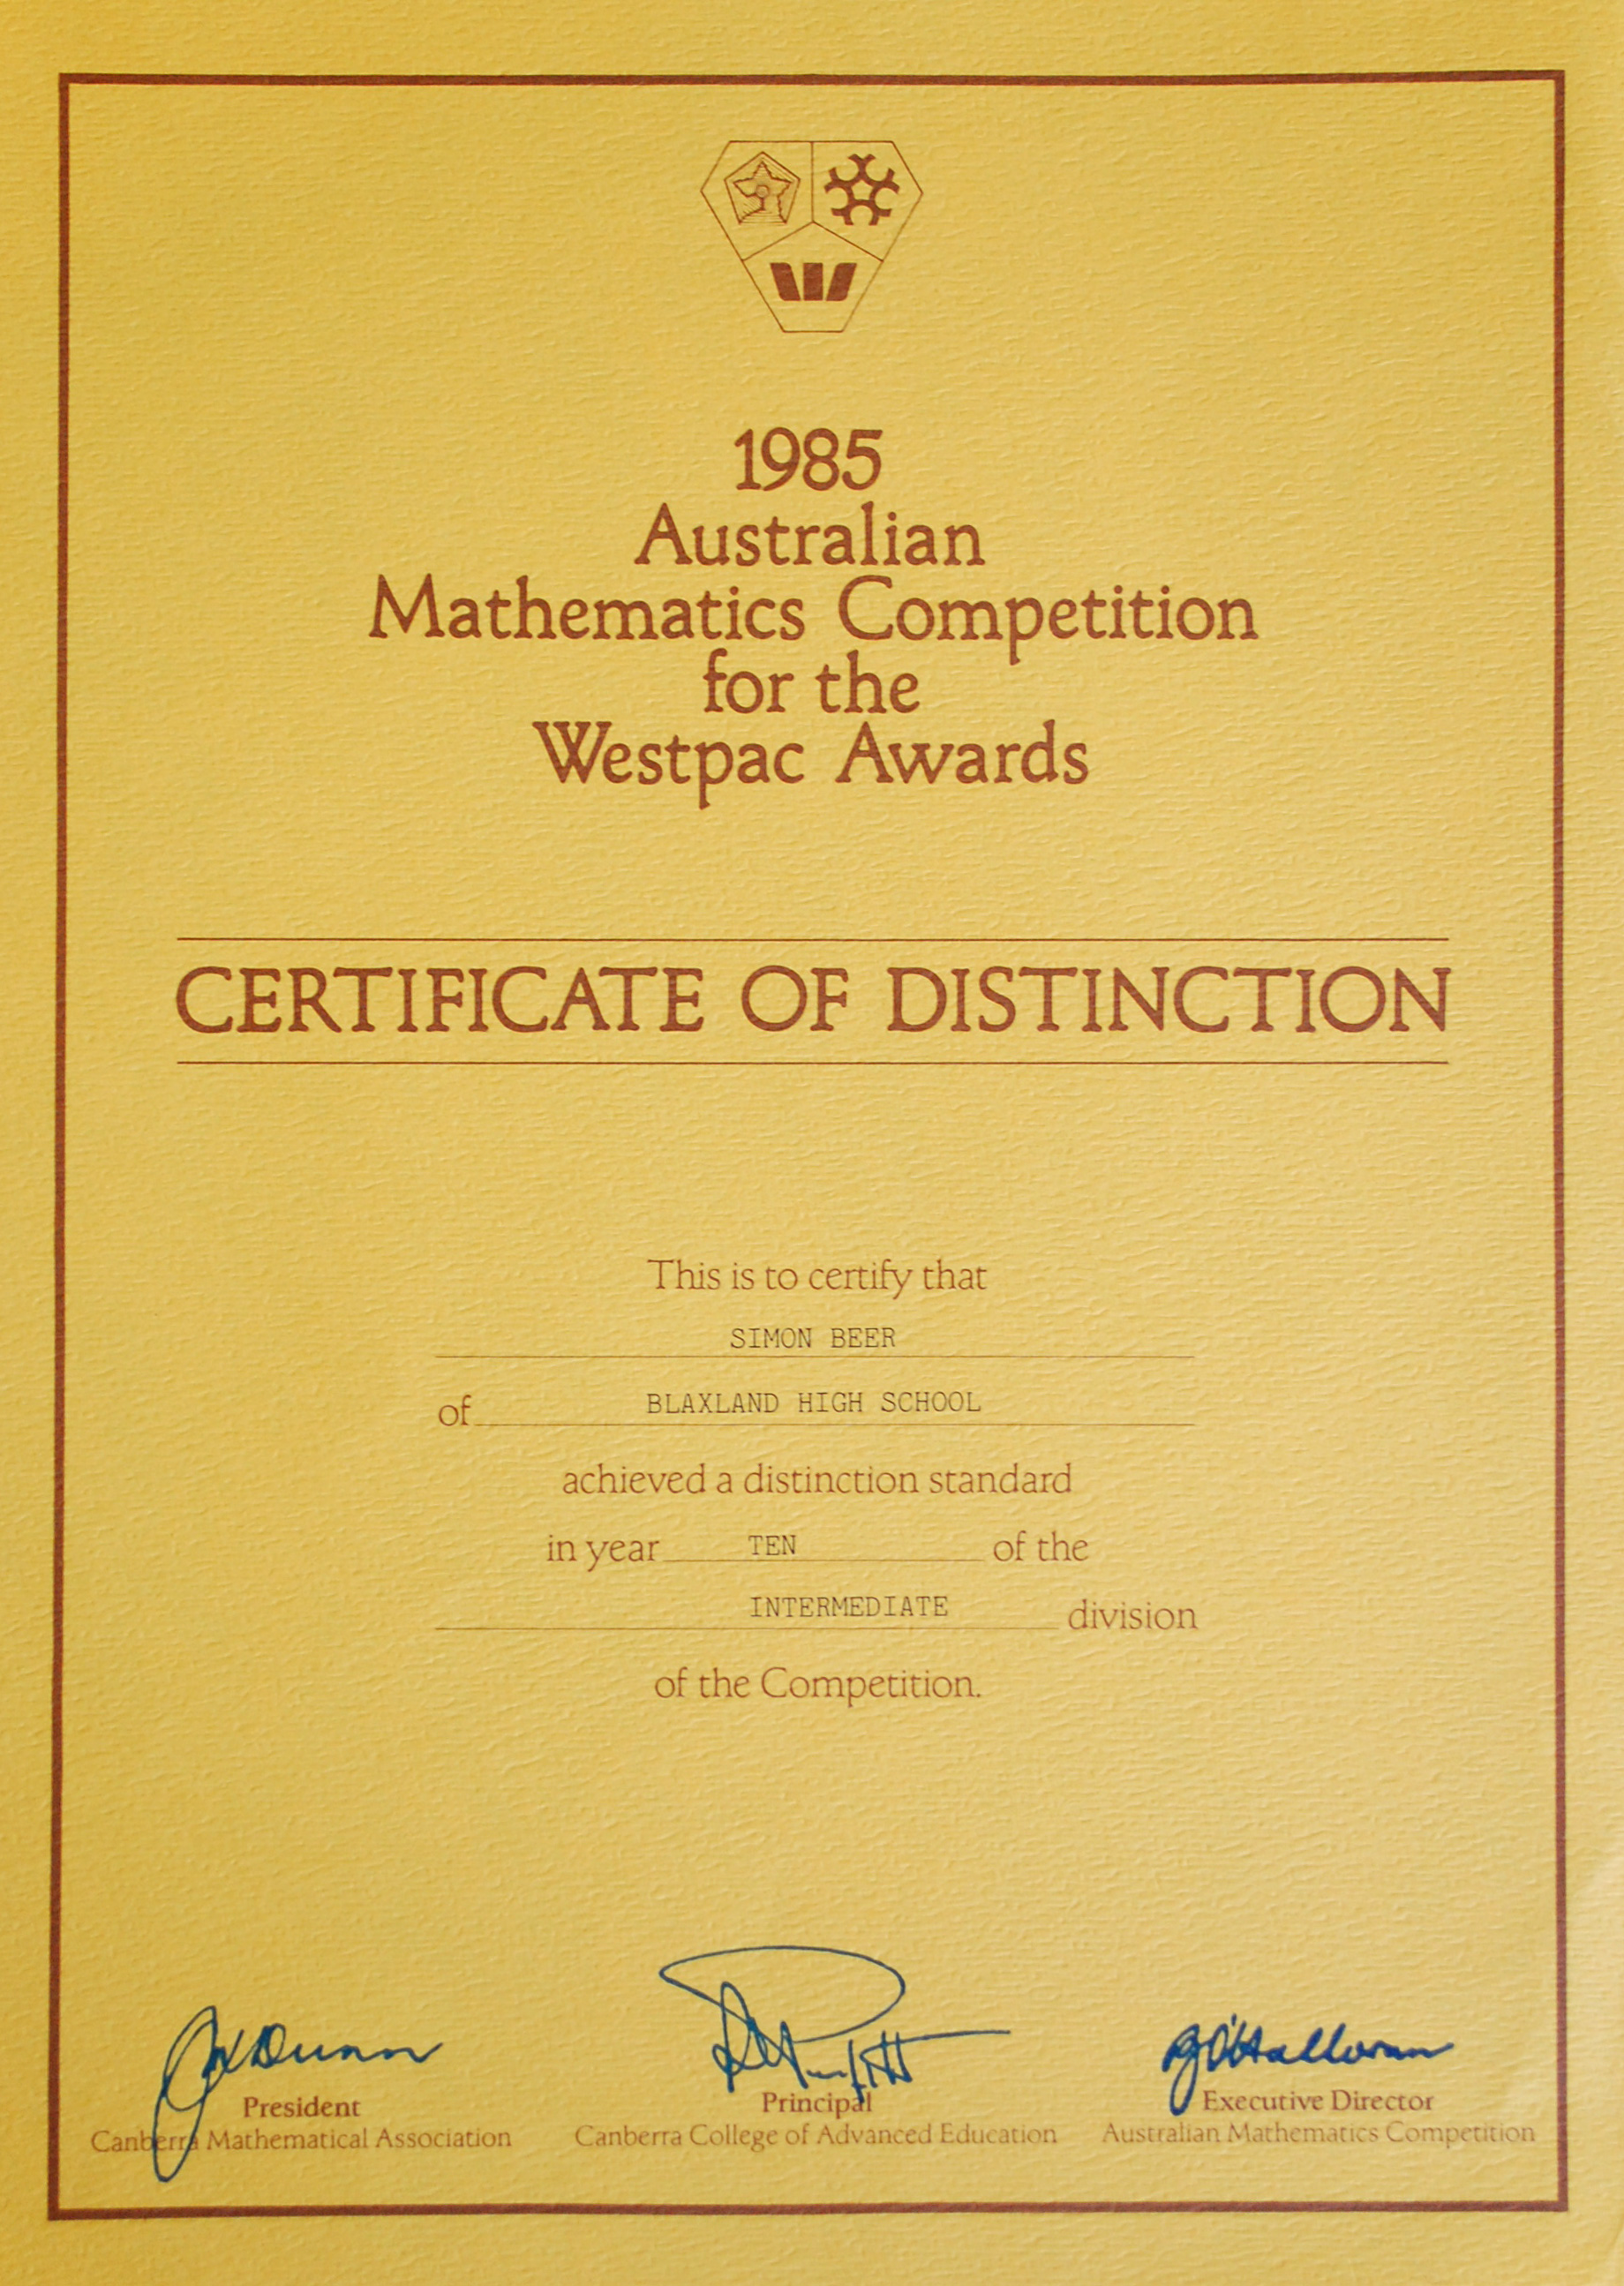 1985
Australian
Mathematics Competition
for the
Westpac Awards
CERTIFICATE OF DISTINCTION
This is to certify that
SIMON BEER
of BLAXLAND HIGH SCHOOL
achieved a distinction standard
in year TEN of the
INTERMEDIATE division
of the Competition.
President
Canberra Mathematical Association
Principal
Canberra College of Advanced Education
O'Halloran
Executive Director
Australian Mathematics Competition